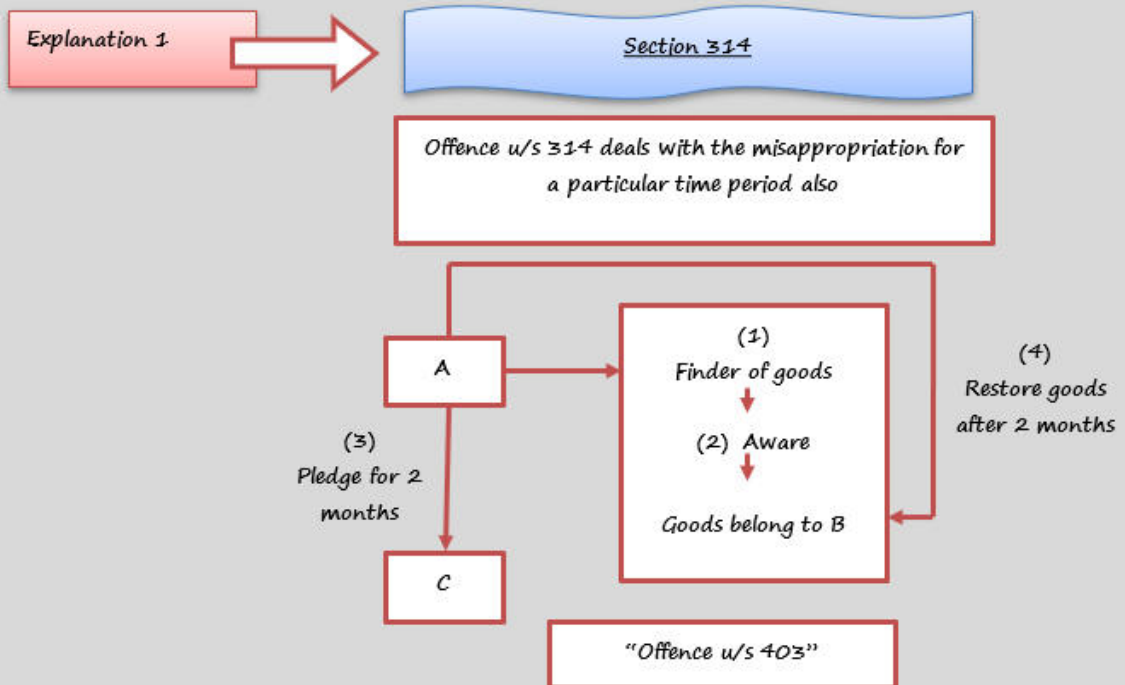 Explanation 1
Section 314
Offence u/s 314 deals with the misappropriation for
a particular time period also
A
(1)
Finder of goods
(2) Aware
Goods belong to B
(3)
Pledge for 2
months
(4)
Restore goods
after 2 months
C
“Offence u/s 403”